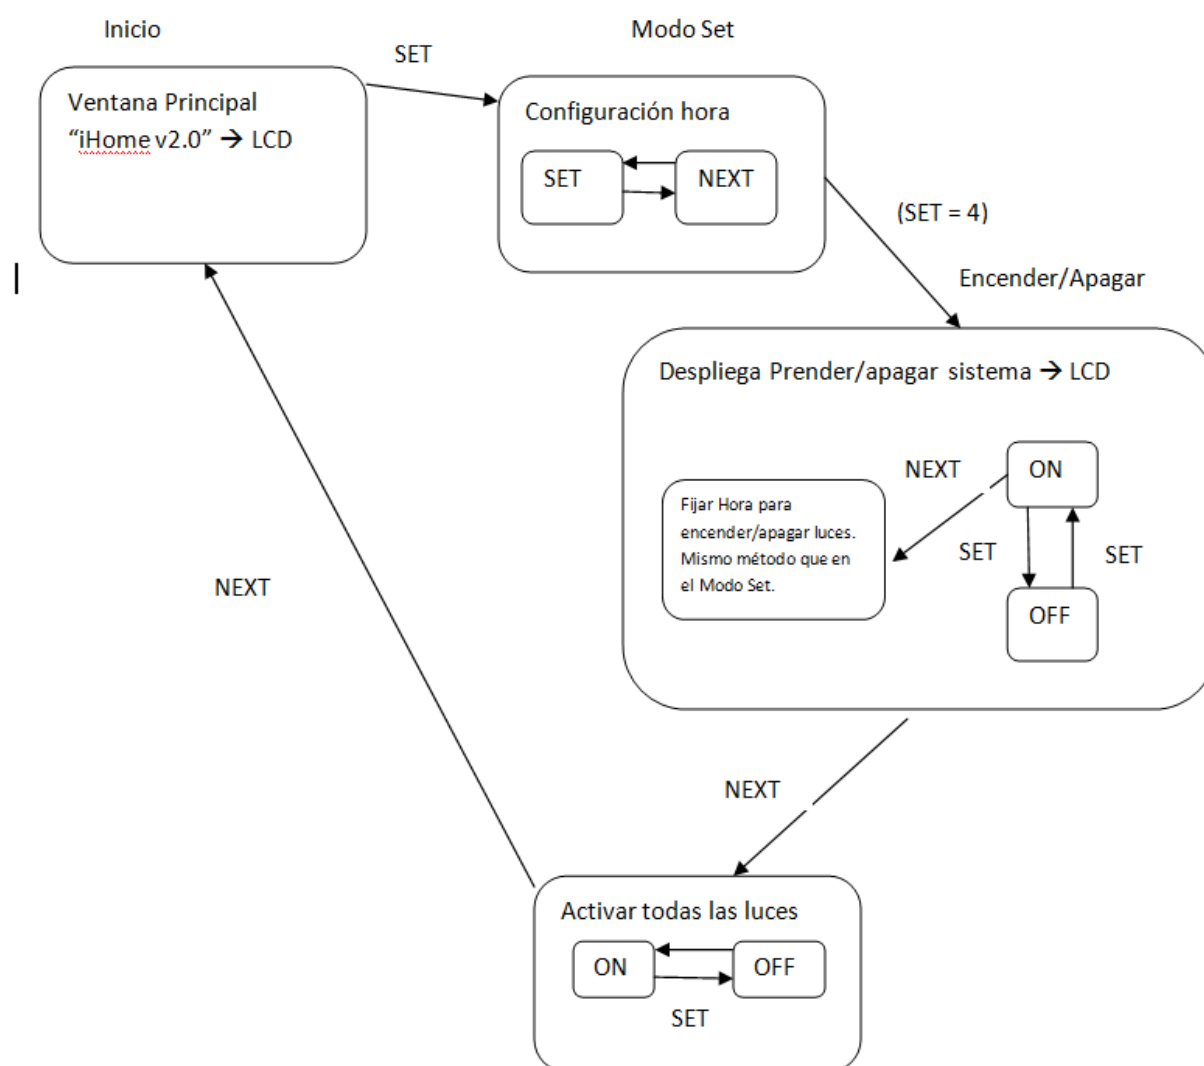 Inicio
Modo Set
SET
Ventana Principal
“iHome v2.0” → LCD
Configuración hora
SET
NEXT
(SET = 4)
Encender/Apagar
Despliega Prender/apagar sistema → LCD
NEXT
ON
Fijar Hora para
encender/apagar luces.
Mismo método que en
el Modo Set.
SET
SET
OFF
NEXT
NEXT
Activar todas las luces
ON
OFF
SET